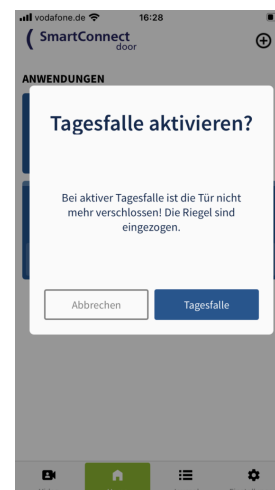 vodafone.de 16:28
SmartConnect
door
ANWENDUNGEN
Tagesfalle aktivieren?
Bei aktiver Tagesfalle ist die Tür nicht
mehr verschlossen! Die Riegel sind
eingezogen.
Abbrechen
Tagesfalle